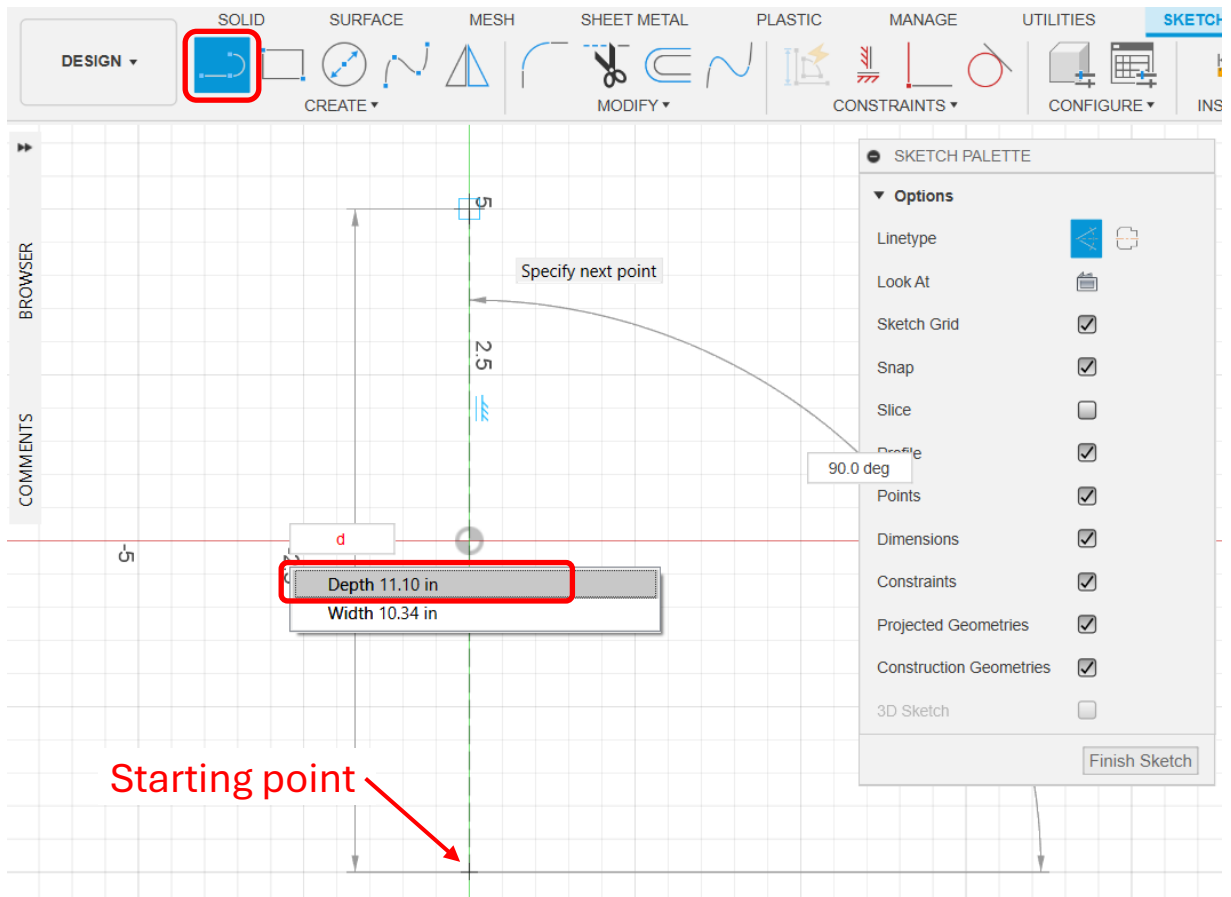 SOLID SURFACE MESH SHEET METAL PLASTIC MANAGE UTILITIES SKETCH
DESIGN ▾
CREATE ▾ MODIFY ▾ CONSTRAINTS ▾ CONFIGURE ▾ INS
SKETCH PALETTE
Options
Linetype
Look At
Sketch Grid
Snap
Slice
Profile
Points
Dimensions
Constraints
Projected Geometries
Construction Geometries
3D Sketch
Finish Sketch
BROWSER
COMMENTS
5
Specify next point
2.5
90.0 deg
-5
d
Depth 11.10 in
Width 10.34 in
Starting point